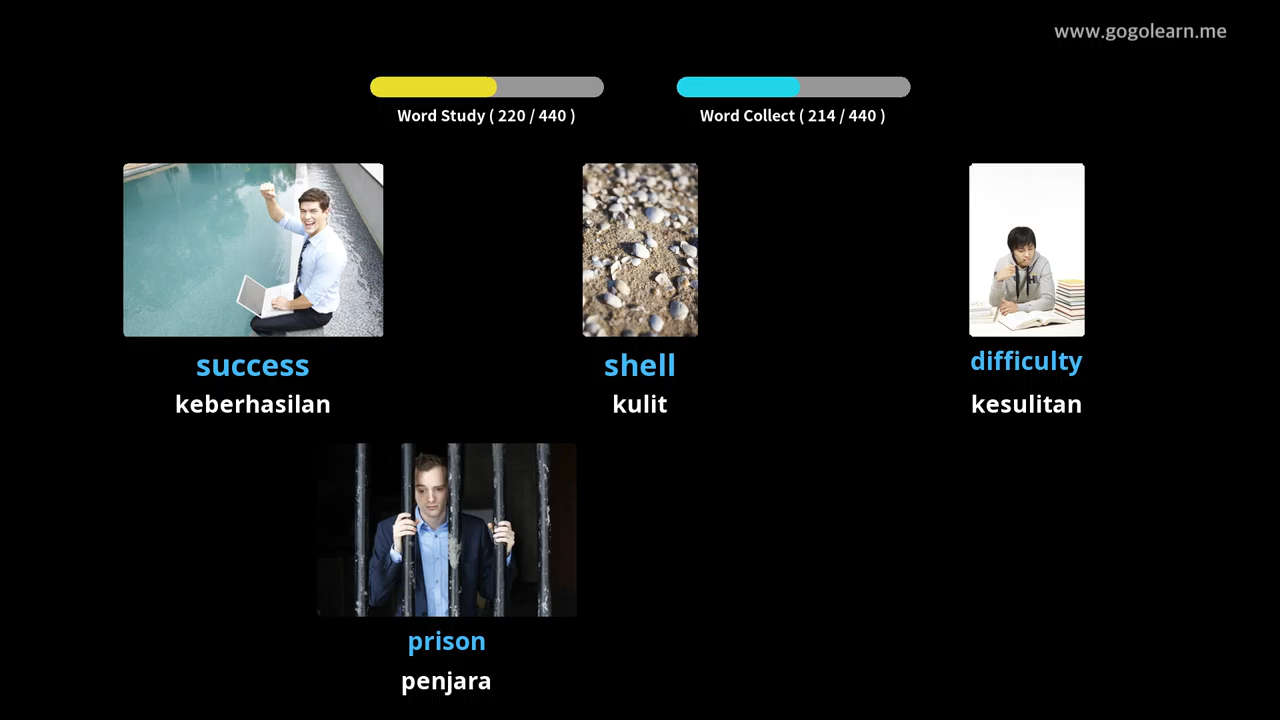 www.gogolearn.me
Word Study ( 220 / 440 )
Word Collect ( 214 / 440 )
success
keberhasilan
shell
kulit
difficulty
kesulitan
prison
penjara